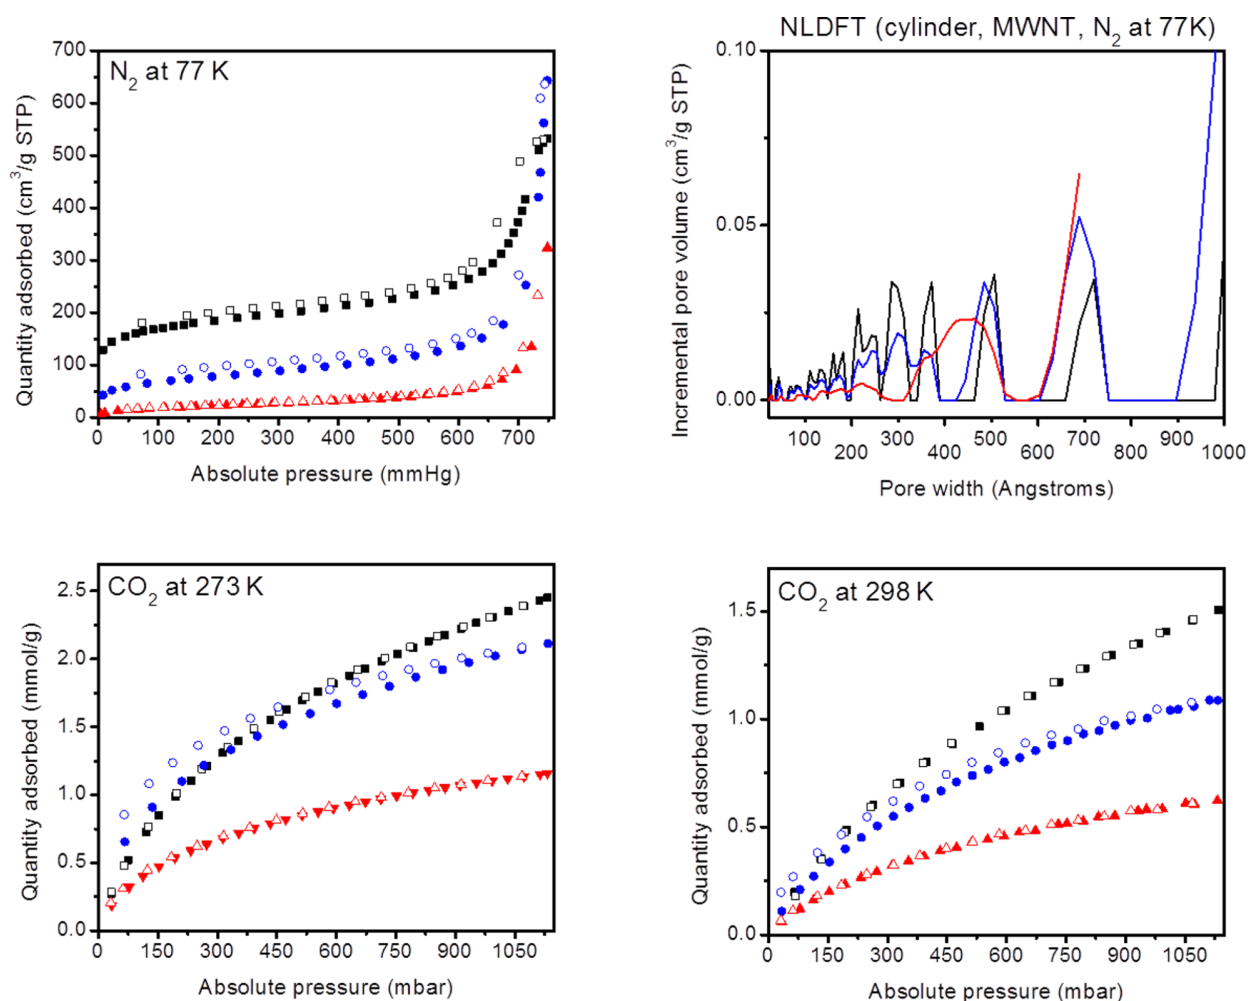 N2 at 77 K
700
600
500
400
300
200
100
0
Quantity adsorbed (cm3/g STP)
0 100 200 300 400 500 600 700
Absolute pressure (mmHg)
NLDFT (cylinder, MWNT, N2 at 77K)
0.10
0.05
0.00
Incremental pore volume (cm3/g STP)
100 300 500 700 900
200 400 600 800 1000
Pore width (Angstroms)
CO2 at 273 K
2.5
2.0
1.5
1.0
0.5
0.0
Quantity adsorbed (mmol/g)
0 150 300 450 600 750 900 1050
Absolute pressure (mbar)
CO2 at 298 K
1.5
1.0
0.5
0.0
Quantity adsorbed (mmol/g)
0 150 300 450 600 750 900 1050
Absolute pressure (mbar)